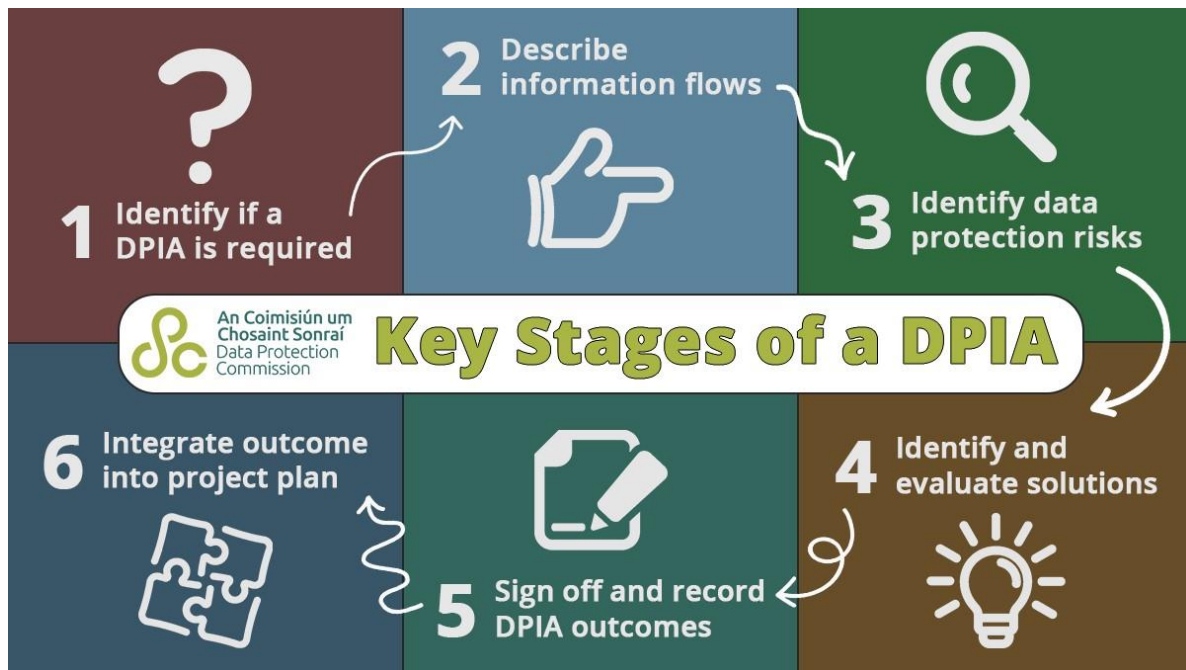 1
Identify if a
DPIA is required
2
Describe
information flows
3
Identify data
protection risks
An Coimisiún um
Chosaint Sonraí
Data Protection
Commission
Key Stages of a DPIA
4
Identify and
evaluate solutions
5
Sign off and record
DPIA outcomes
6
Integrate outcome
into project plan